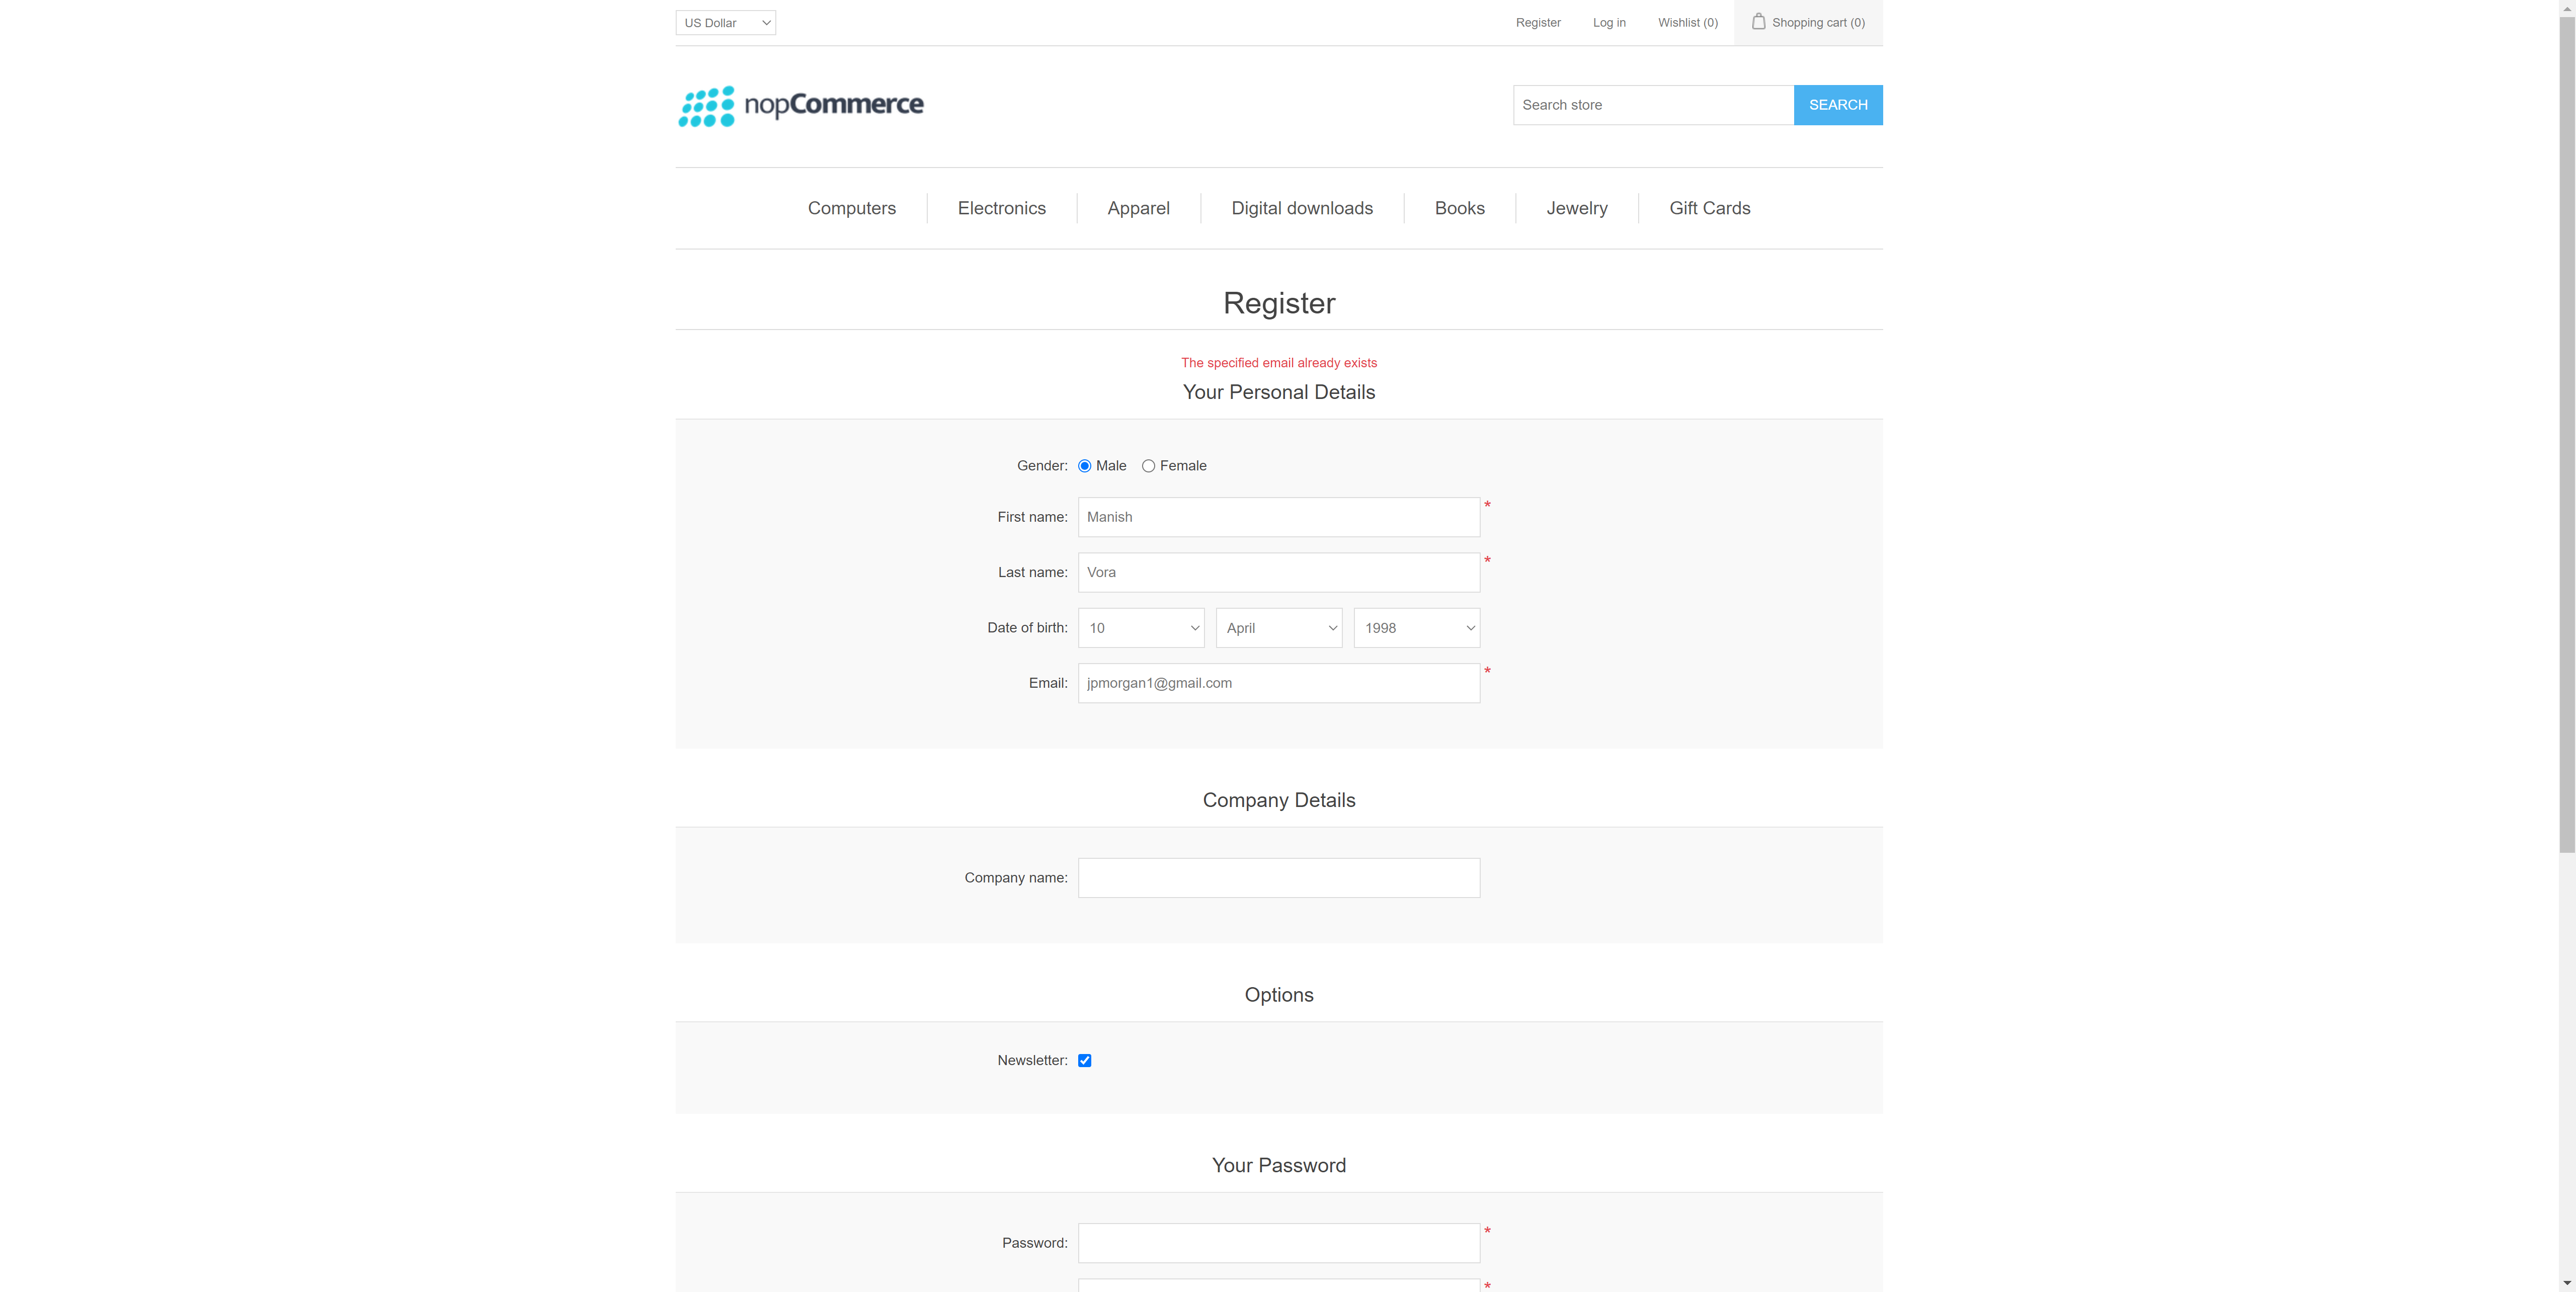 US Dollar
Register Log in Wishlist (0) Shopping cart (0)
nopCommerce
Search store SEARCH
Computers Electronics Apparel Digital downloads Books Jewelry Gift Cards
Register
The specified email already exists
Your Personal Details
Gender: Male Female
First name: Manish *
Last name: Vora *
Date of birth: 10 April 1998
Email: jpmorgan1@gmail.com *
Company Details
Company name:
Options
Newsletter:
Your Password
Password: *
*